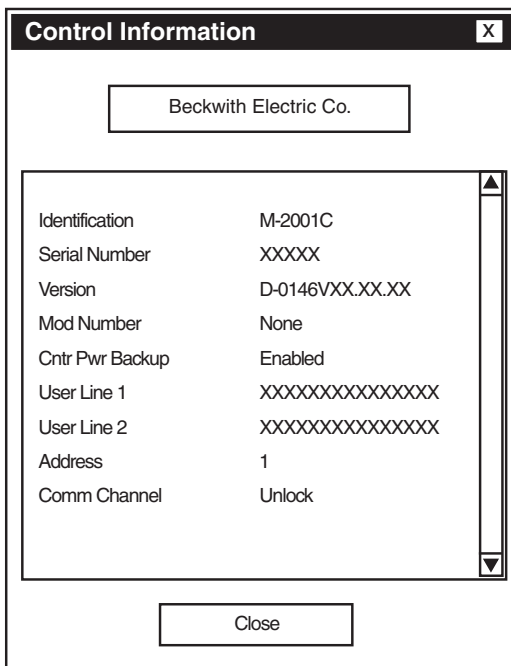 Control Information X
Beckwith Electric Co.
Identification M-2001C
Serial Number XXXXX
Version D-0146VXX.XX.XX
Mod Number None
Cntr Pwr Backup Enabled
User Line 1 XXXXXXXXXXXXXXX
User Line 2 XXXXXXXXXXXXXXX
Address 1
Comm Channel Unlock
Close